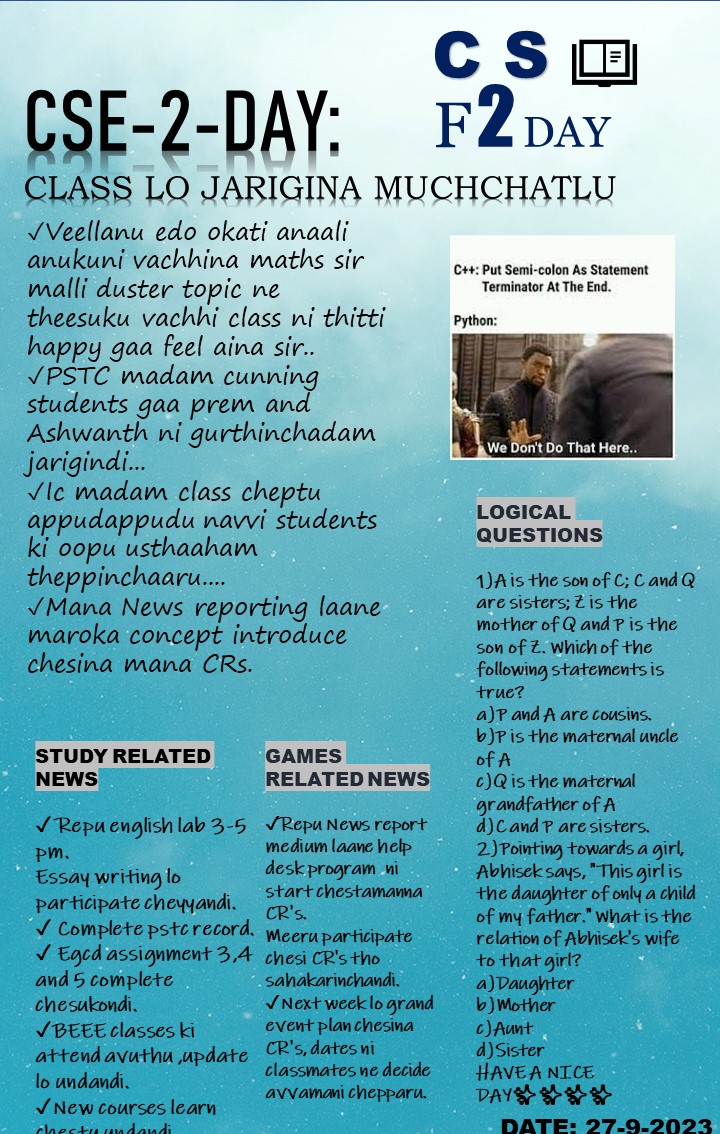 C S
F2DAY
CSE-2-DAY:
CLASS LO JARIGINA MUCHCHATLU
✓Veellanu edo okati anaali
anukuni vachhina maths sir
malli duster topic ne
theesuku vachhi class ni thitti
happy gaa feel aina sir..
✓PSTC madam cunning
students gaa prem and
Ashwanth ni gurthinchadam
jarigindi...
✓Ic madam class cheptu
appudappudu navvi students
ki oopu usthaaham
theppinchaaru....
✓Mana News reporting laane
maroka concept introduce
chesina mana CRs.
C++: Put Semi-colon As Statement
Terminator At The End.
Python:
We Don't Do That Here..
STUDY RELATED
NEWS
✓ Repu english lab 3-5
pm.
Essay writing lo
participate cheyyandi.
✓ Complete pstc record.
✓ Egcd assignment 3,4
and 5 complete
chesukondi.
✓BEEE classes ki
attend avuthu ,update
lo undandi.
✓New courses learn
chestu undandi
GAMES
RELATED NEWS
✓Repu News report
medium laane help
desk program ni
start chestamanna
CR's.
Meeru participate
chesi CR's tho
sahakarinchandi.
✓Next week lo grand
event plan chesina
CR's, dates ni
classmates ne decide
avvamani chepparu.
LOGICAL
QUESTIONS
1)A is the son of C; C and Q
are sisters; Z is the
mother of Q and P is the
son of Z. Which of the
following statements is
true?
a)P and A are cousins.
b)P is the maternal uncle
of A
c)Q is the maternal
grandfather of A
d)C and P are sisters.
2)Pointing towards a girl,
Abhisek says, "This girl is
the daughter of only a child
of my father." What is the
relation of Abhisek's wife
to that girl?
a)Daughter
b)Mother
c)Aunt
d)Sister
HAVE A NICE
DAY
DATE: 27-9-2023